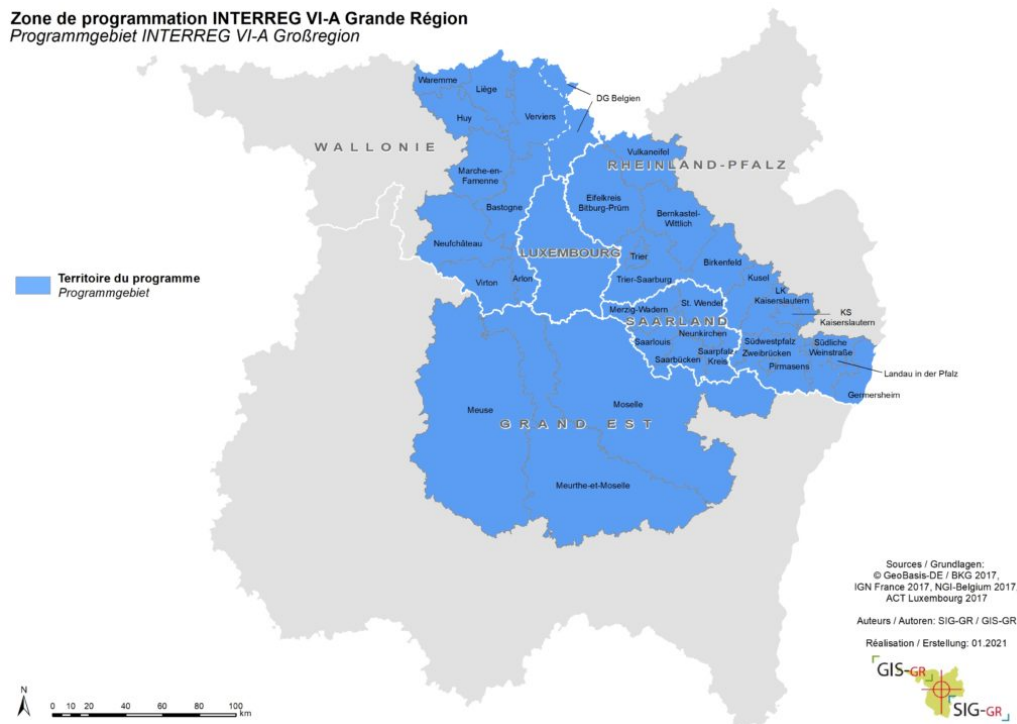 Zone de programmation INTERREG VI-A Grande Région
Programmgebiet INTERREG VI-A Großregion
Waremme
Liège
DG Belgien
Huy
Verviers
WALLONIE
Vulkaneifel
RHEINLAND-PFALZ
Marche-en-
Famenne
Eifelkreis
Bitburg-Prüm
Bastogne
Bernkastel-
Wittlich
Neufchâteau
LUXEMBOURG
Trier
Birkenfeld
Territoire du programme
Programmgebiet
Virton
Arlon
Trier-Saarburg
Kusel
LK
Kaiserslautern
St. Wendel
Merzig-Wadern
KS
Kaiserslautern
SAARLAND
Neunkirchen
Saarlouis
Südwestpfalz
Südliche
Weinstraße
Saarbücken
Saarpfalz
Kreis
Zweibrücken
Pirmasens
Landau in der Pfalz
Germersheim
Meuse
Moselle
GRAND EST
Meurthe-et-Moselle
Sources / Grundlagen:
© GeoBasis-DE / BKG 2017,
IGN France 2017, NGI-Belgium 2017,
ACT Luxembourg 2017
Auteurs / Autoren: SIG-GR / GIS-GR
Réalisation / Erstellung: 01.2021
GIS-GR
SIG-GR
N
0 10 20 40 60 80 100
km